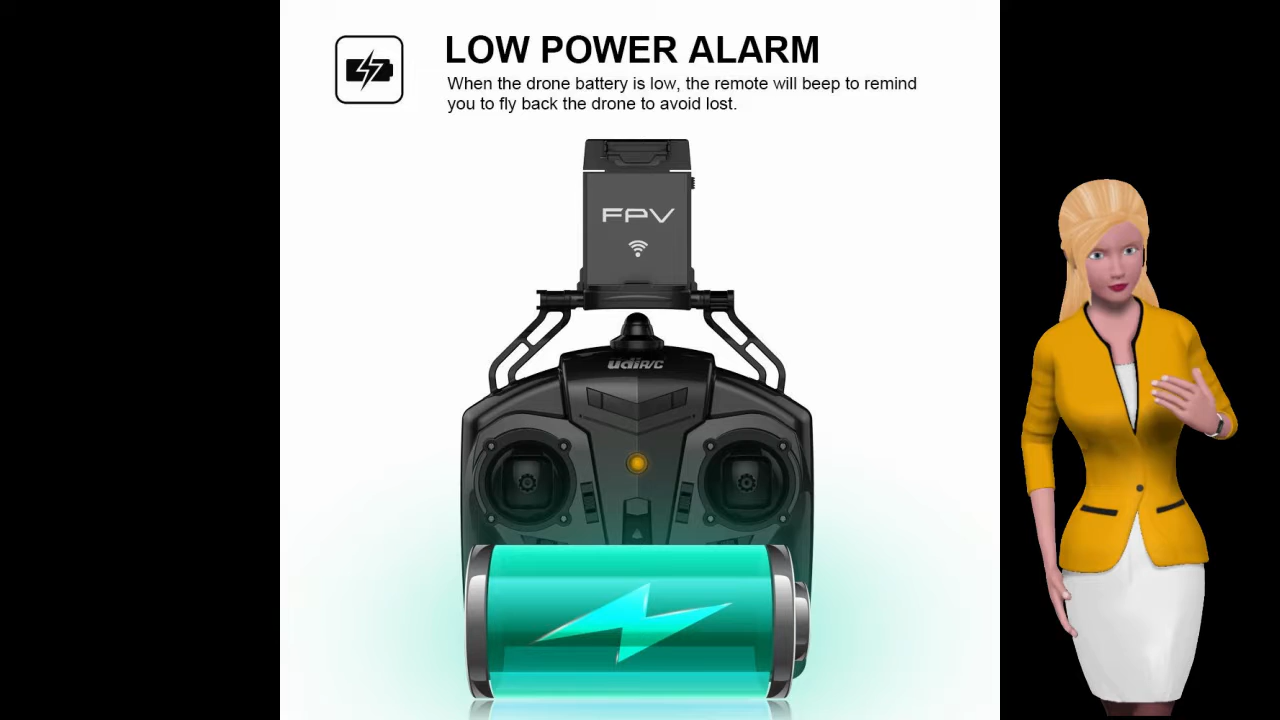 LOW POWER ALARM
When the drone battery is low, the remote will beep to remind
you to fly back the drone to avoid lost.
FPV
udiR/C